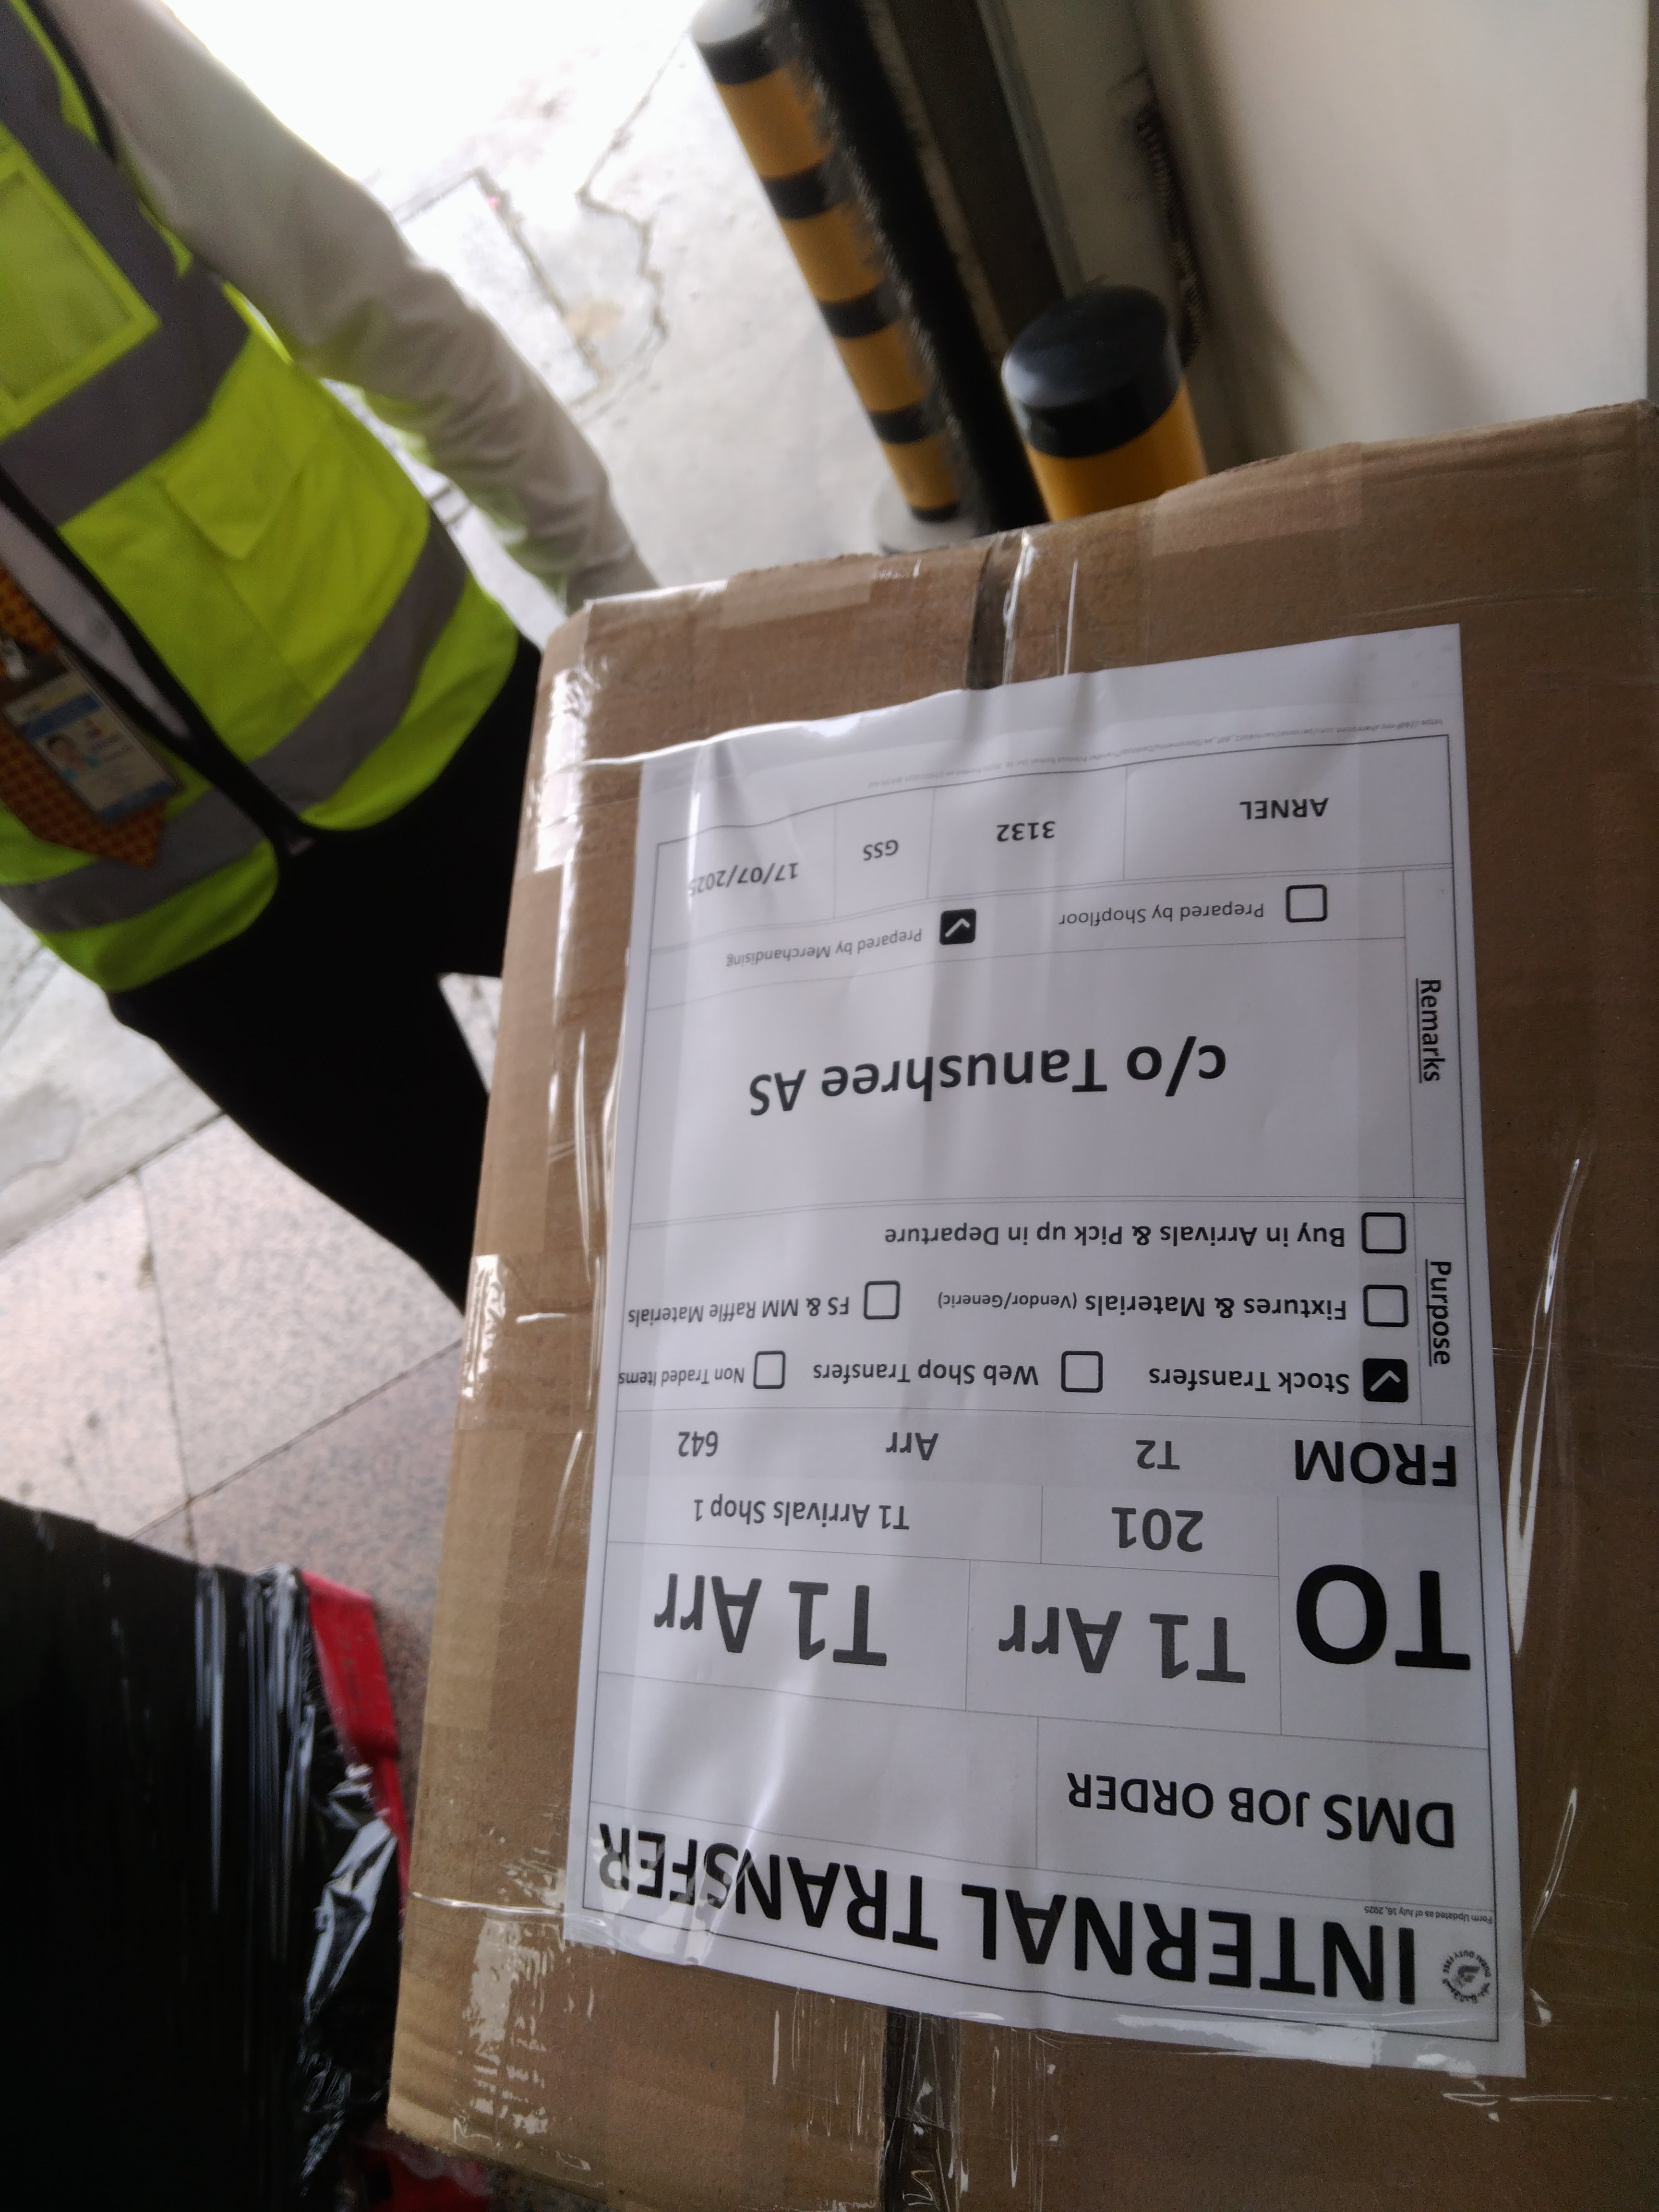 INTERNAL TRANSFER
DUBAI DUTY FREE
Form Updated as of July 16, 2025
DMS JOB ORDER
TO
T1 Arr
T1 Arr
201
T1 Arrivals Shop 1
FROM
T2
Arr
642
Purpose
Stock Transfers
Web Shop Transfers
Non Traded Items
Fixtures & Materials (Vendor/Generic)
FS & MM Raffle Materials
Buy in Arrivals & Pick up in Departure
Remarks
c/o Tanushree AS
Prepared by Shopfloor
Prepared by Merchandising
ARNEL
3132
GSS
17/07/2025